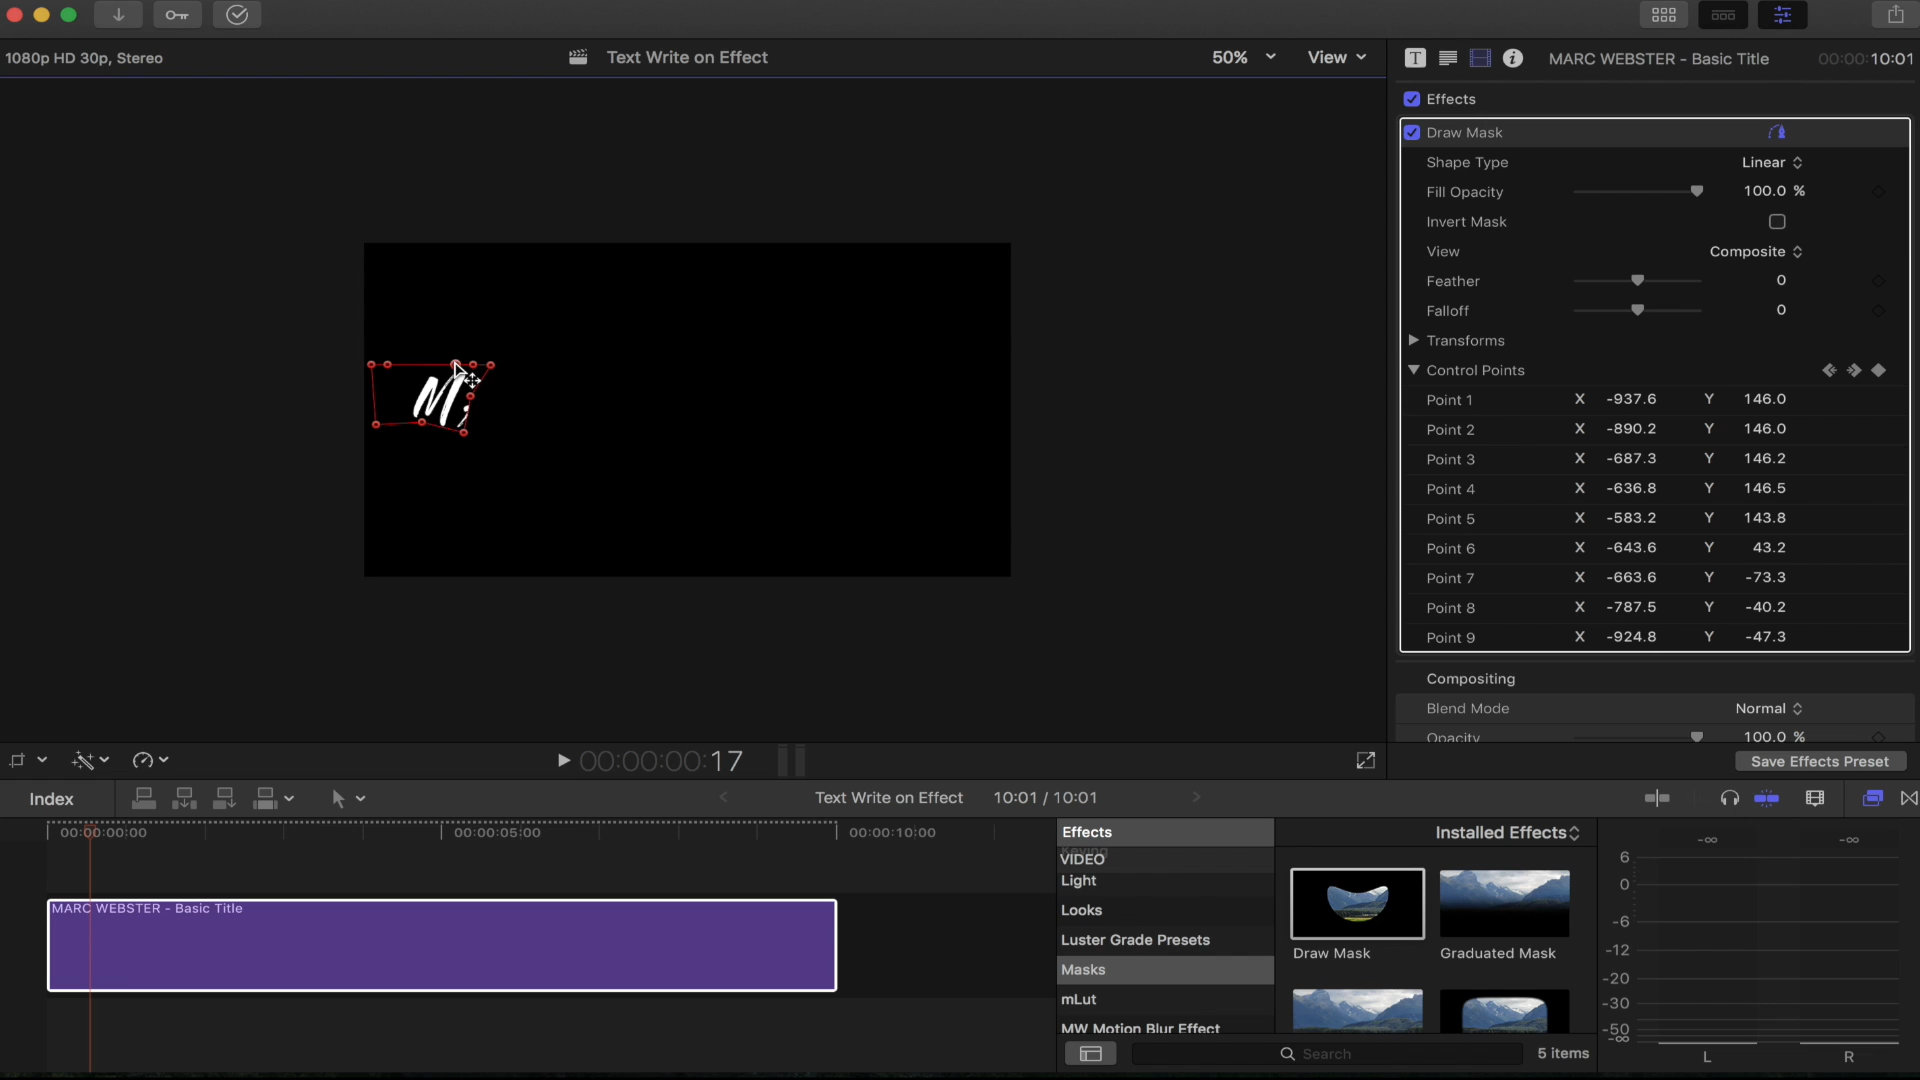 1080p HD 30p, Stereo
Text Write on Effect
50%
View
MARC WEBSTER - Basic Title
00:00:10:01
Effects
Draw Mask
Shape Type
Linear
Fill Opacity
100.0 %
Invert Mask
View
Composite
Feather
0
Falloff
0
Transforms
Control Points
Point 1 X -937.6 Y 146.0
Point 2 X -890.2 Y 146.0
Point 3 X -687.3 Y 146.2
Point 4 X -636.8 Y 146.5
Point 5 X -583.2 Y 143.8
Point 6 X -643.6 Y 43.2
Point 7 X -663.6 Y -73.3
Point 8 X -787.5 Y -40.2
Point 9 X -924.8 Y -47.3
Compositing
Blend Mode
Normal
Opacity
100.0 %
Save Effects Preset
M
00:00:00:17
Index
Text Write on Effect
10:01 / 10:01
00:00:00:00
00:00:05:00
00:00:10:00
MARC WEBSTER - Basic Title
Effects
Keying
VIDEO
Light
Looks
Luster Grade Presets
Masks
mLut
MW Motion Blur Effect
Installed Effects
Draw Mask
Graduated Mask
Search
5 items
-∞
-∞
6
0
-6
-12
-20
-30
-50
-∞
L
R